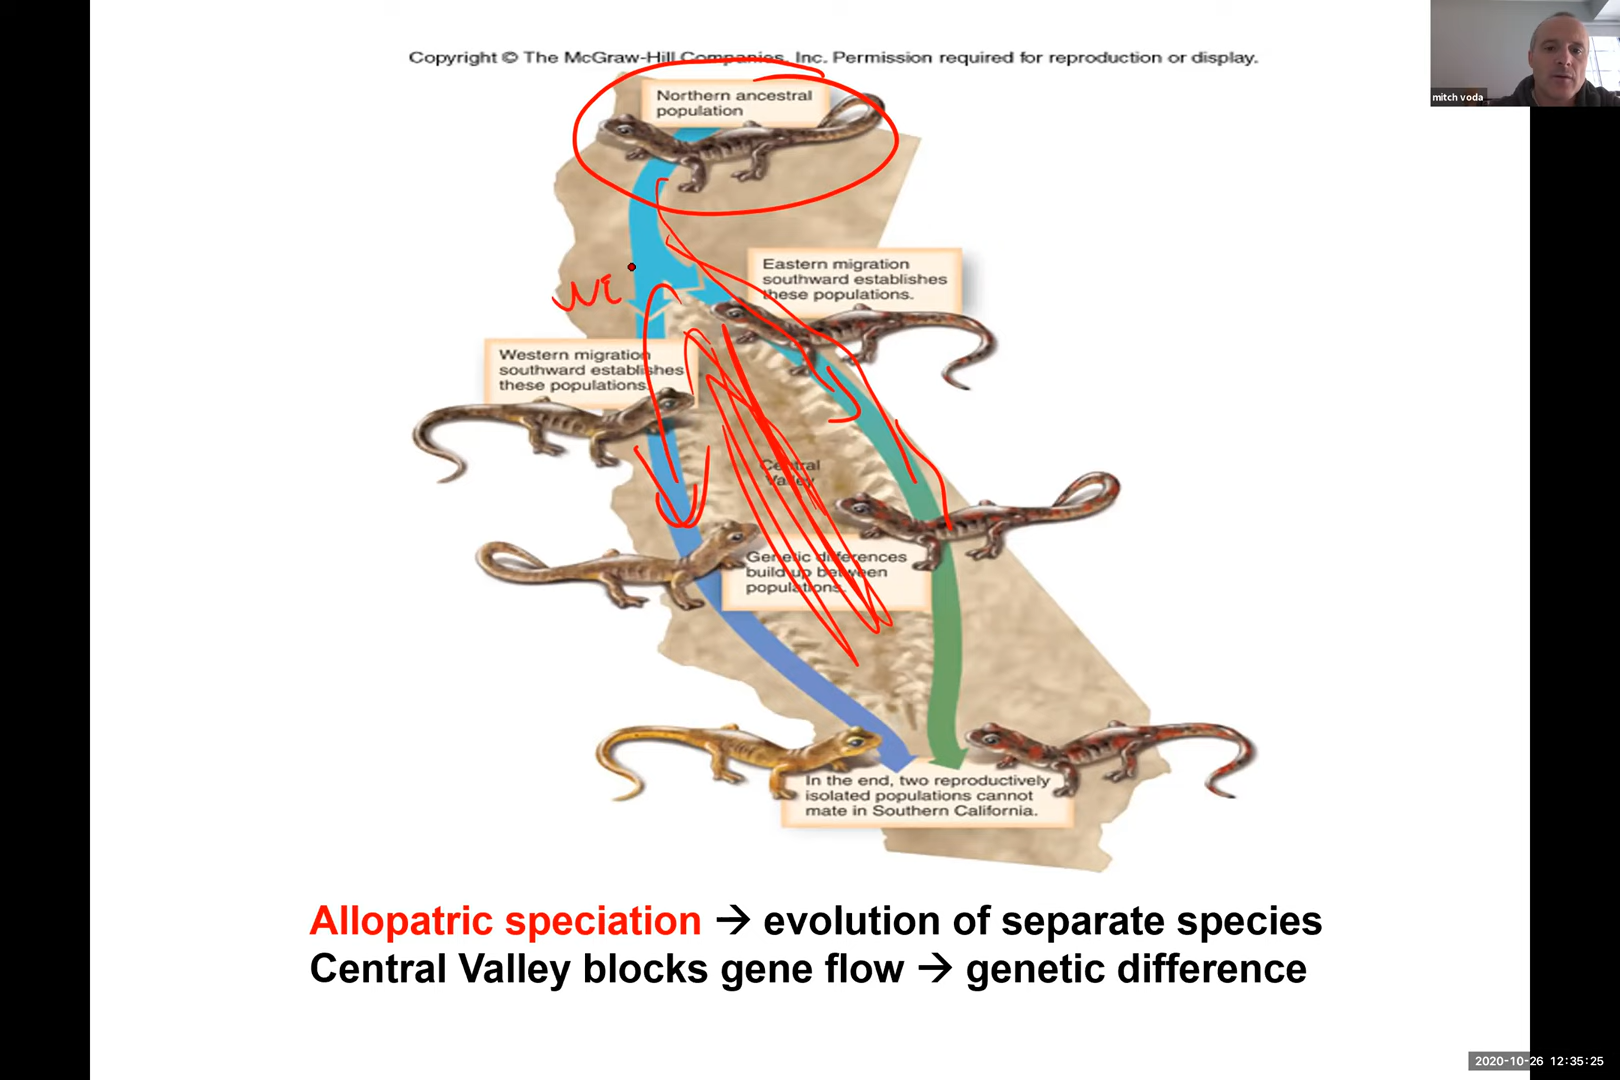 Copyright © The McGraw-Hill Companies, Inc. Permission required for reproduction or display.
mitch voda
Northern ancestral
population
Eastern migration
southward establishes
these populations.
Western migration
southward establishes
these populations.
Central
Valley
Genetic differences
build up between
populations.
In the end, two reproductively
isolated populations cannot
mate in Southern California.
Allopatric speciation → evolution of separate species
Central Valley blocks gene flow → genetic difference
2020-10-26 12:35:25